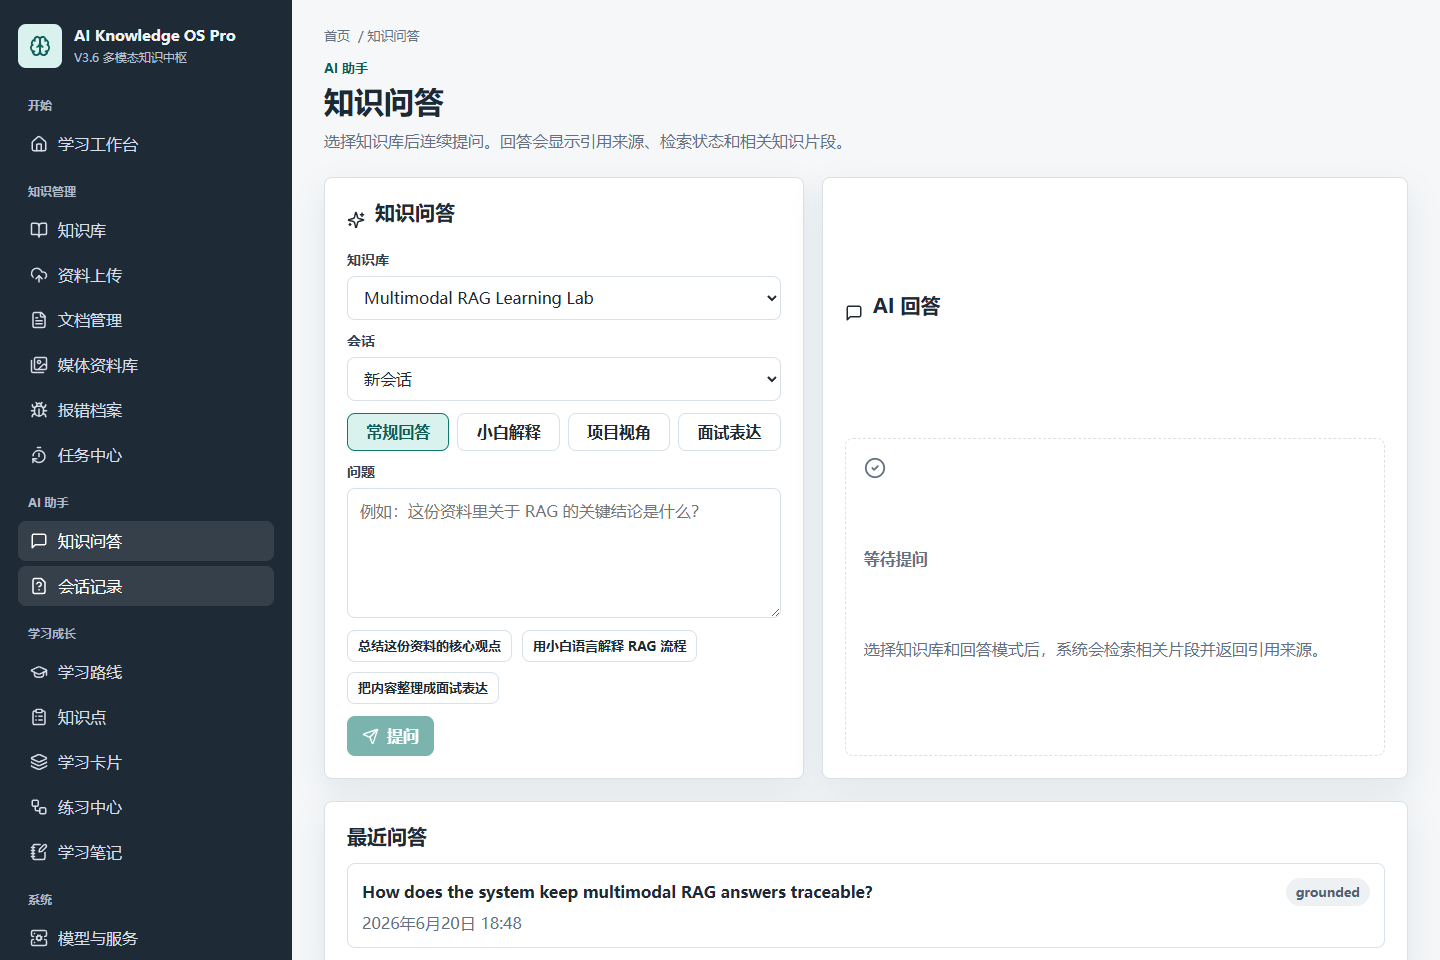 AI Knowledge OS Pro
V3.6 多模态知识中枢
开始
学习工作台
知识管理
知识库
资料上传
文档管理
媒体资料库
报错档案
任务中心
AI 助手
知识问答
会话记录
学习成长
学习路线
知识点
学习卡片
练习中心
学习笔记
系统
模型与服务
首页 / 知识问答
AI 助手
知识问答
选择知识库后连续提问。回答会显示引用来源、检索状态和相关知识片段。
知识问答
知识库
Multimodal RAG Learning Lab
会话
新会话
常规回答 小白解释 项目视角 面试表达
问题
例如：这份资料里关于 RAG 的关键结论是什么？
总结这份资料的核心观点 用小白语言解释 RAG 流程
把内容整理成面试表达
提问
AI 回答
等待提问
选择知识库和回答模式后，系统会检索相关片段并返回引用来源。
最近问答
How does the system keep multimodal RAG answers traceable? grounded
2026年6月20日 18:48